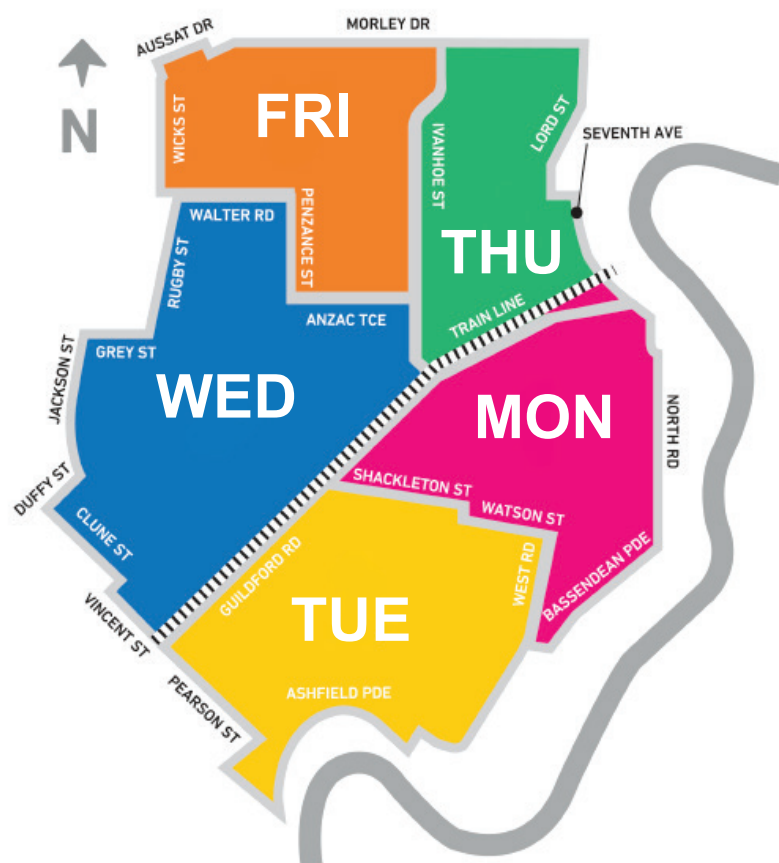 AUSSAT DR
MORLEY DR
N
FRI
WICKS ST
IVANHOE ST
LORD ST
SEVENTH AVE
PENZANCE ST
WALTER RD
RUGBY ST
THU
TRAIN LINE
ANZAC TCE
GREY ST
JACKSON ST
WED
MON
NORTH RD
DUFFY ST
SHACKLETON ST
WATSON ST
CLUNE ST
GUILDFORD RD
WEST RD
BASSENDEAN PDE
VINCENT ST
TUE
PEARSON ST
ASHFIELD PDE